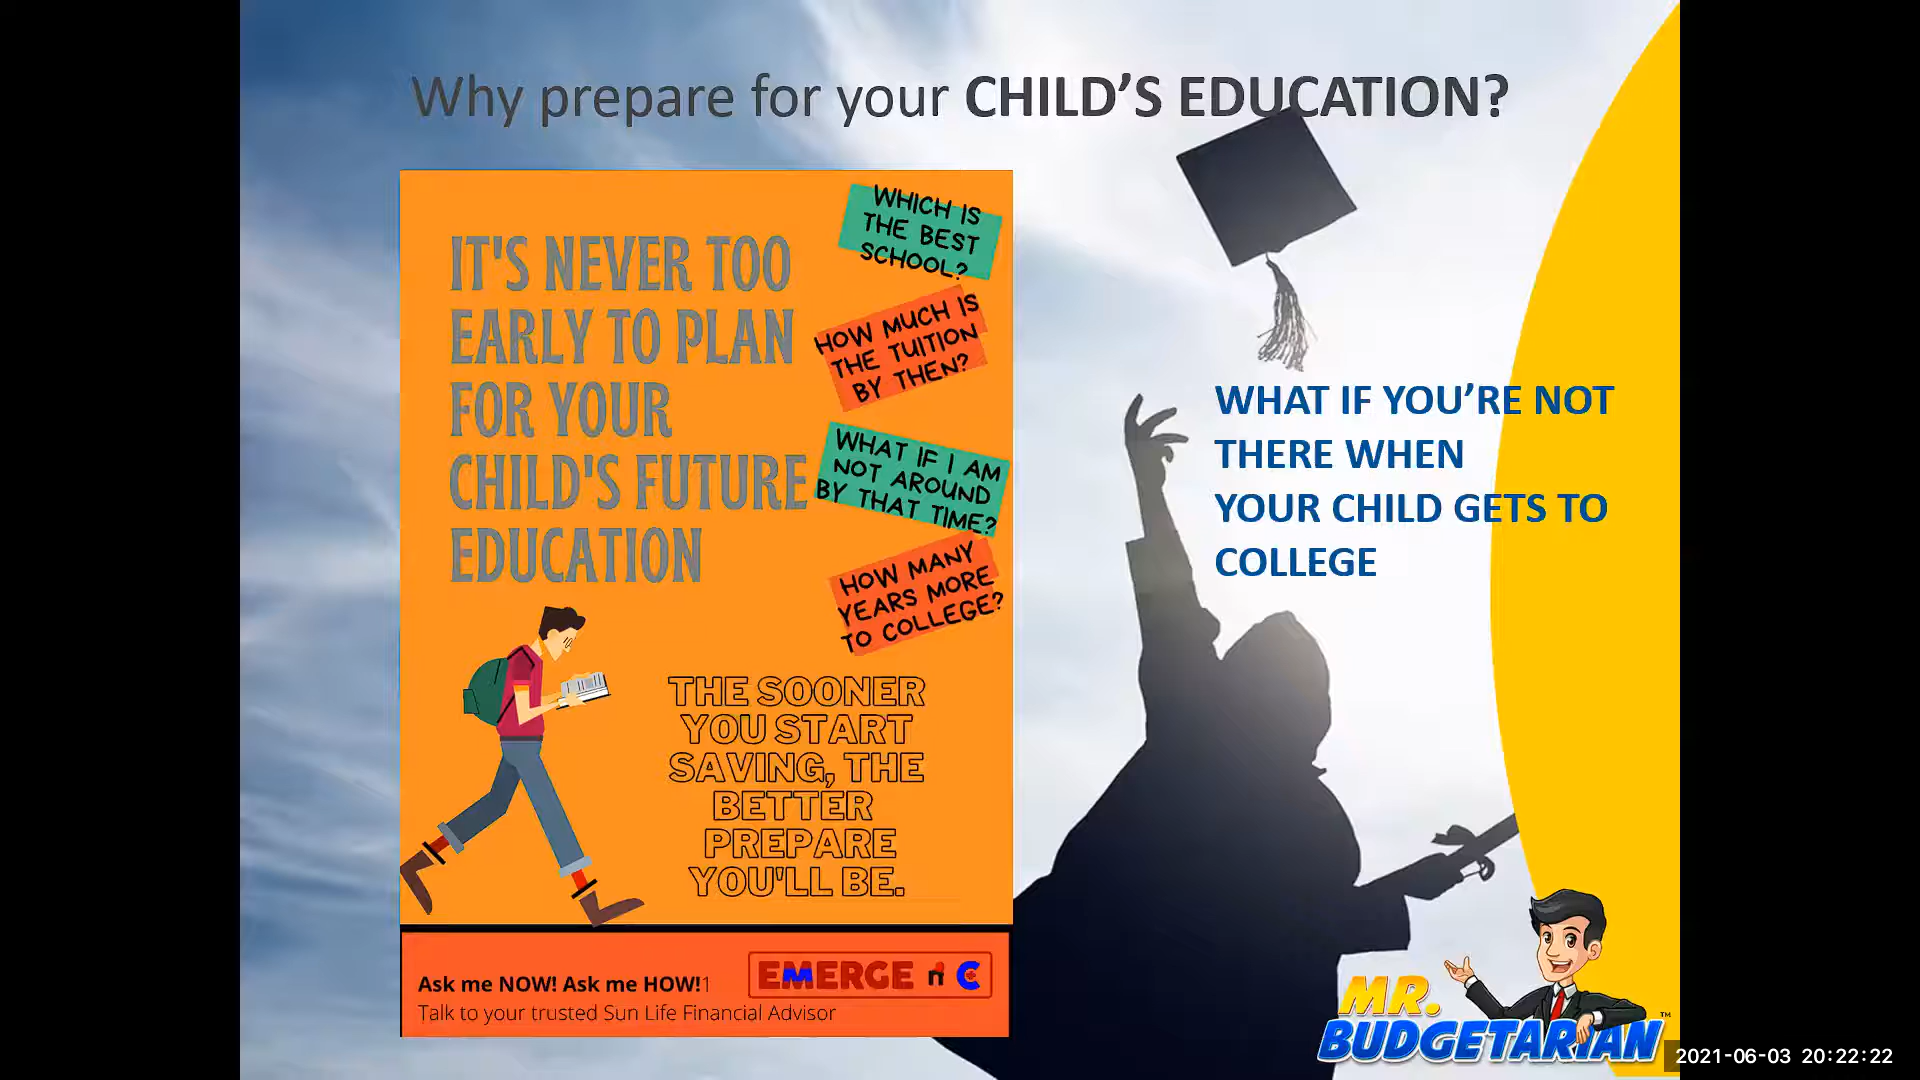 Why prepare for your CHILD’S EDUCATION?
IT'S NEVER TOO
EARLY TO PLAN
FOR YOUR
CHILD'S FUTURE
EDUCATION
WHICH IS
THE BEST
SCHOOL?
HOW MUCH IS
THE TUITION
BY THEN?
WHAT IF I AM
NOT AROUND
BY THAT TIME?
HOW MANY
YEARS MORE
TO COLLEGE?
THE SOONER
YOU START
SAVING, THE
BETTER
PREPARE
YOU'LL BE.
Ask me NOW! Ask me HOW!1
Talk to your trusted Sun Life Financial Advisor
EMERGE
WHAT IF YOU’RE NOT
THERE WHEN
YOUR CHILD GETS TO
COLLEGE
MR.
BUDGETARIAN™
2021-06-03 20:22:22